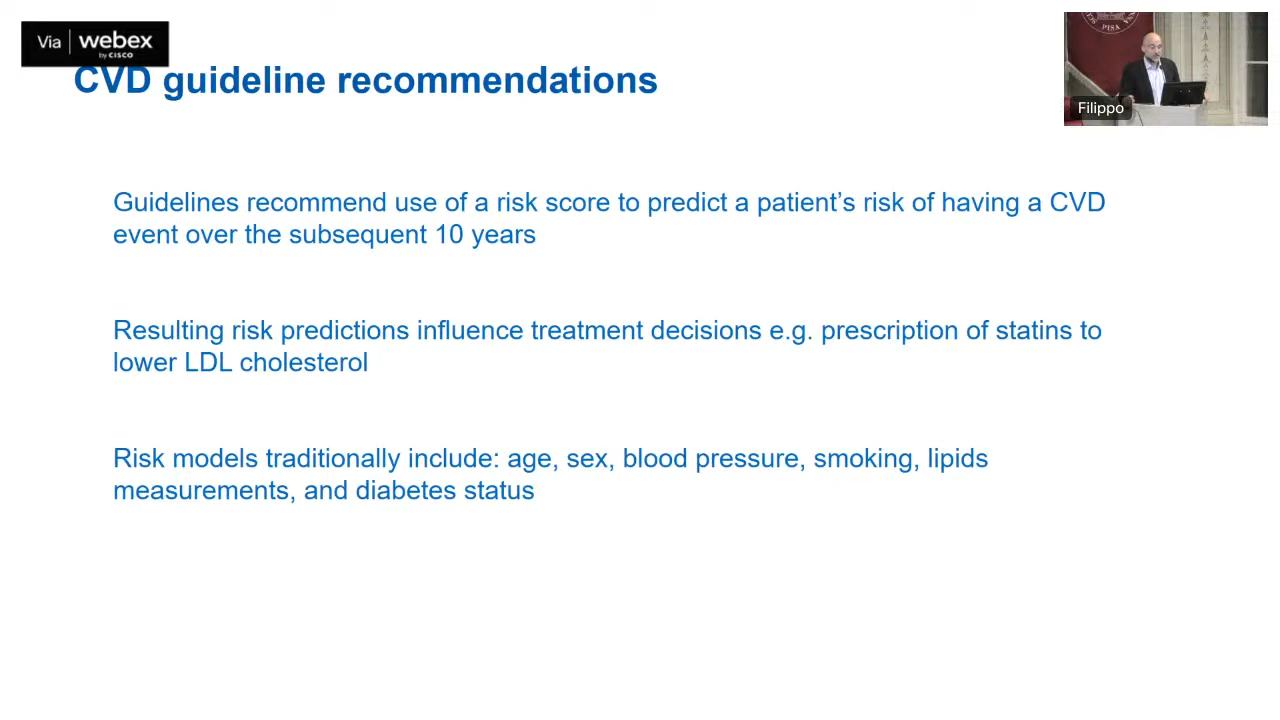 Via | webex
by CISCO
CVD guideline recommendations
PISA
Filippo
Guidelines recommend use of a risk score to predict a patient’s risk of having a CVD
event over the subsequent 10 years
Resulting risk predictions influence treatment decisions e.g. prescription of statins to
lower LDL cholesterol
Risk models traditionally include: age, sex, blood pressure, smoking, lipids
measurements, and diabetes status